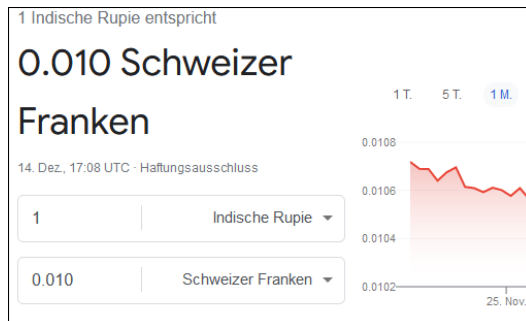 1 Indische Rupie entspricht
0.010 Schweizer
Franken
14. Dez., 17:08 UTC · Haftungsausschluss
1 Indische Rupie
0.010 Schweizer Franken
1 T. 5 T. 1 M.
0.0108
0.0106
0.0104
0.0102
25. Nov.